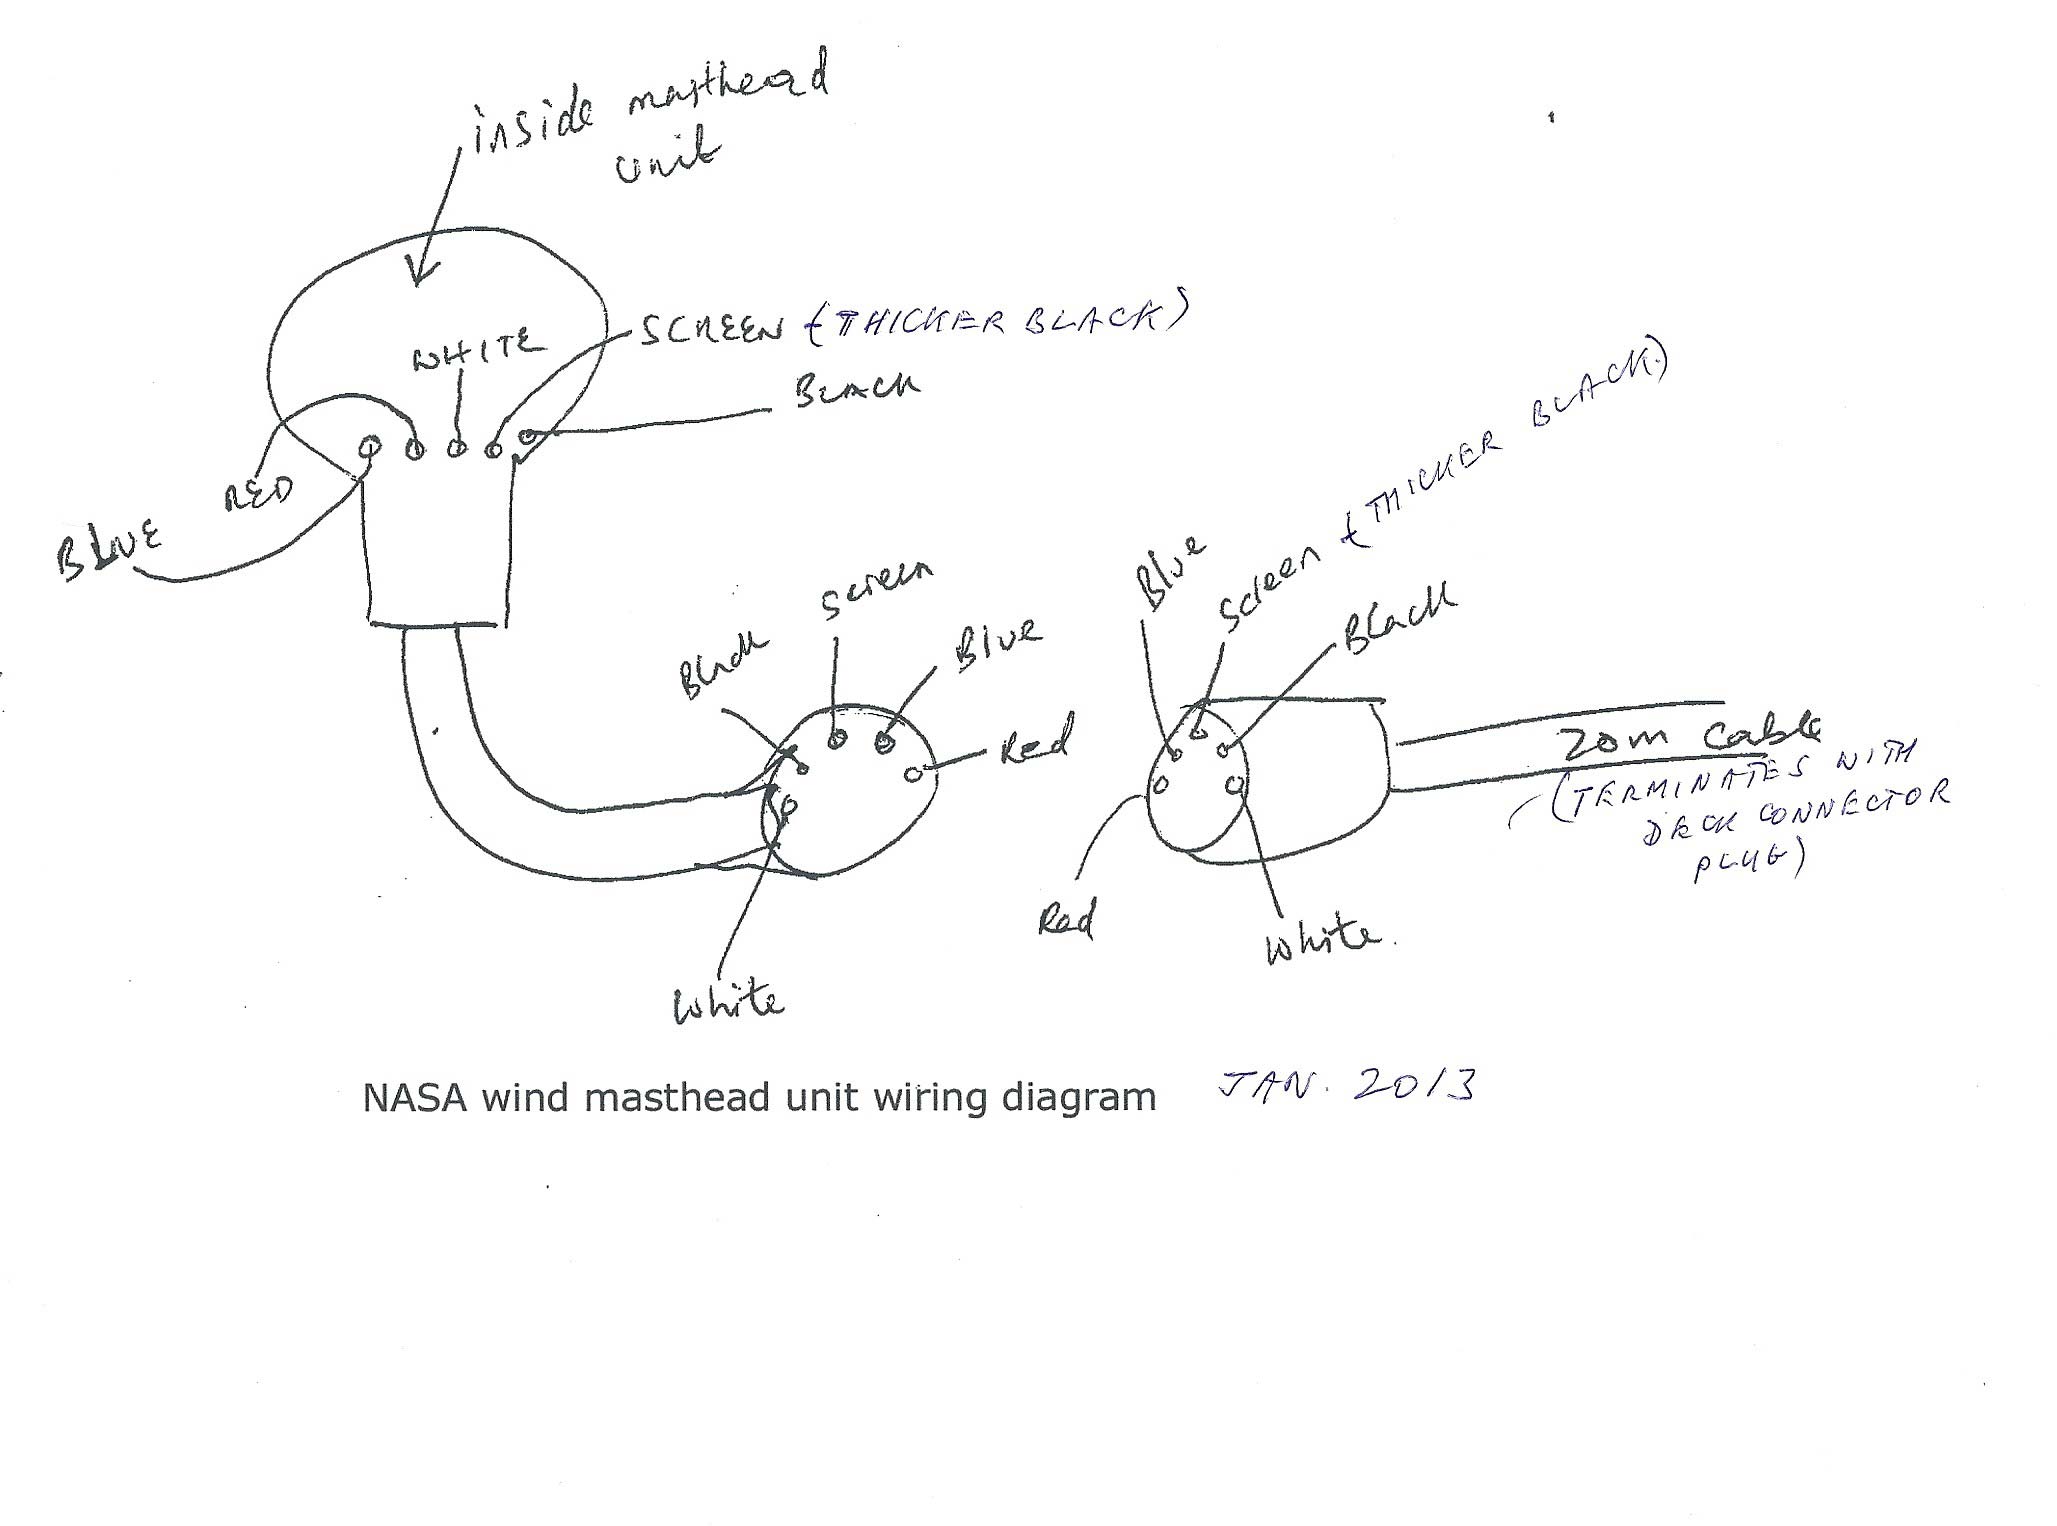 inside masthead
unit
SCREEN (THICKER BLACK)
WHITE
BLACK
RED
BLUE
Black
Screen
Blue
Red
White
Blue
Screen (THICKER BLACK)
Black
Red
White.
20m Cable
(TERMINATES WITH
DECK CONNECTOR
PLUG)
NASA wind masthead unit wiring diagram JAN. 2013